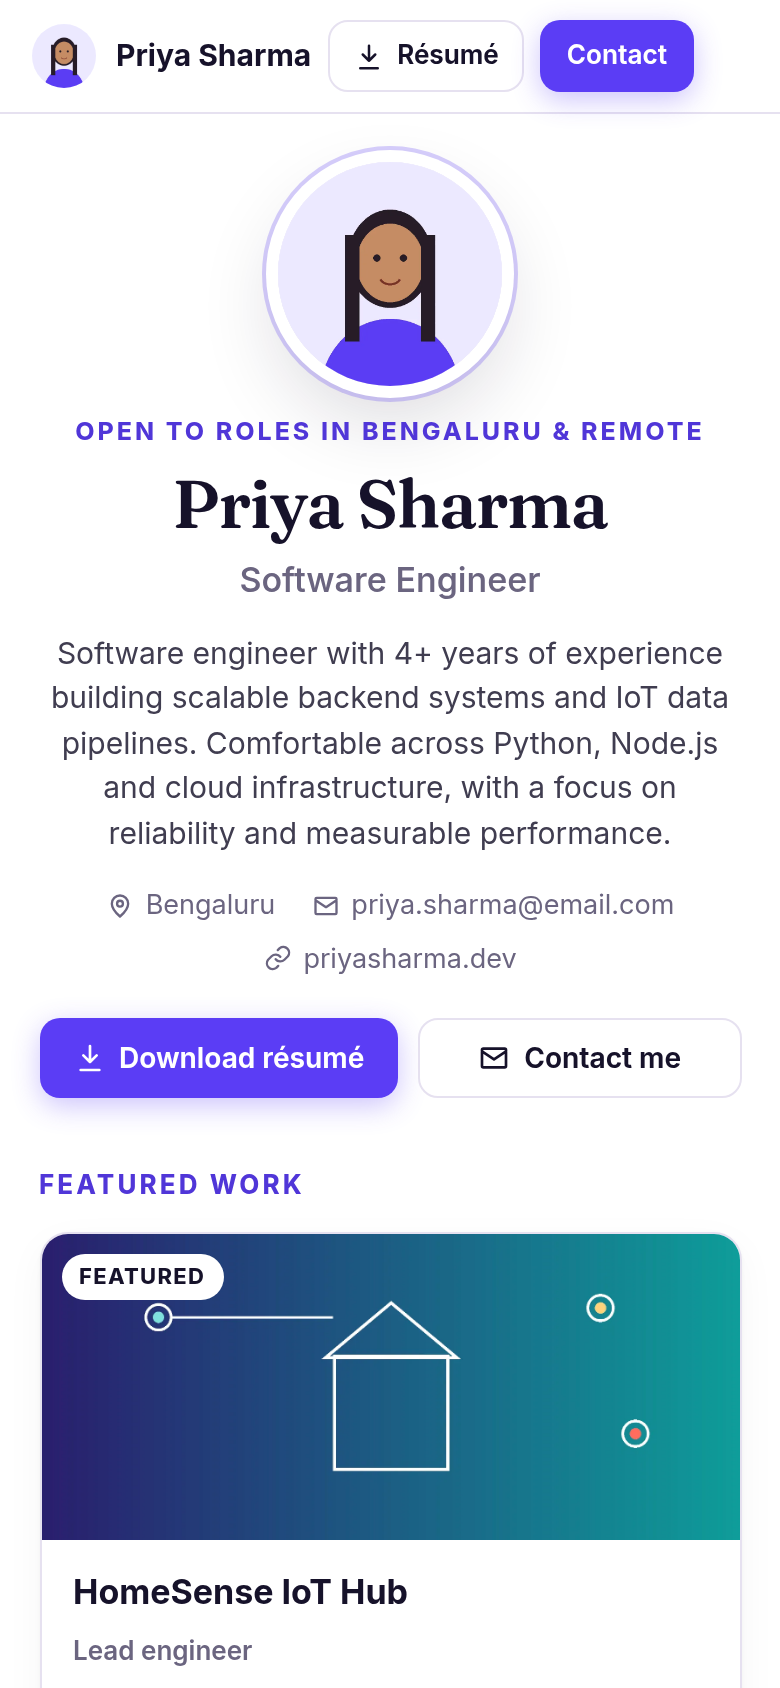 Priya Sharma
Résumé
Contact
OPEN TO ROLES IN BENGALURU & REMOTE
Priya Sharma
Software Engineer
Software engineer with 4+ years of experience
building scalable backend systems and IoT data
pipelines. Comfortable across Python, Node.js
and cloud infrastructure, with a focus on
reliability and measurable performance.
Bengaluru
priya.sharma@email.com
priyasharma.dev
Download résumé
Contact me
FEATURED WORK
FEATURED
HomeSense IoT Hub
Lead engineer